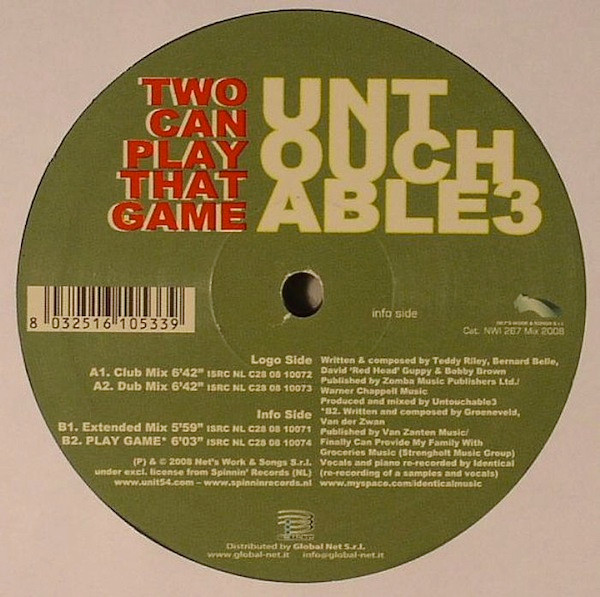 TWO
CAN
PLAY
THAT
GAME
UNT
OUCH
ABLE3
8 032516 105339
info side
NET'S WORK & SONGS S.r.l.
Cat. NWI 267 Mix 2008
Logo Side
A1. Club Mix 6'42" ISRC NL C28 08 10072
A2. Dub Mix 6'42" ISRC NL C28 08 10073
Info Side
B1. Extended Mix 5'59" ISRC NL C28 08 10071
B2. PLAY GAME* 6'03" ISRC NL C28 08 10074
(P) & © 2008 Net's Work & Songs S.r.l.
under excl. license from Spinnin' Records (NL)
www.unit54.com – www.spinninrecords.nl
Written & composed by Teddy Riley, Bernard Belle,
David 'Red Head' Guppy & Bobby Brown
Published by Zomba Music Publishers Ltd./
Warner Chappell Music
Produced and mixed by Untouchable3
*B2. Written and composed by Groeneveld,
Van der Zwan
Published by Van Zanten Music/
Finally Can Provide My Family With
Groceries Music (Strengholt Music Group)
Vocals and piano re-recorded by Identical
(re-recording of a samples and vocals)
www.myspace.com/identicalmusic
Distributed by Global Net S.r.l.
www.global-net.it info@global-net.it